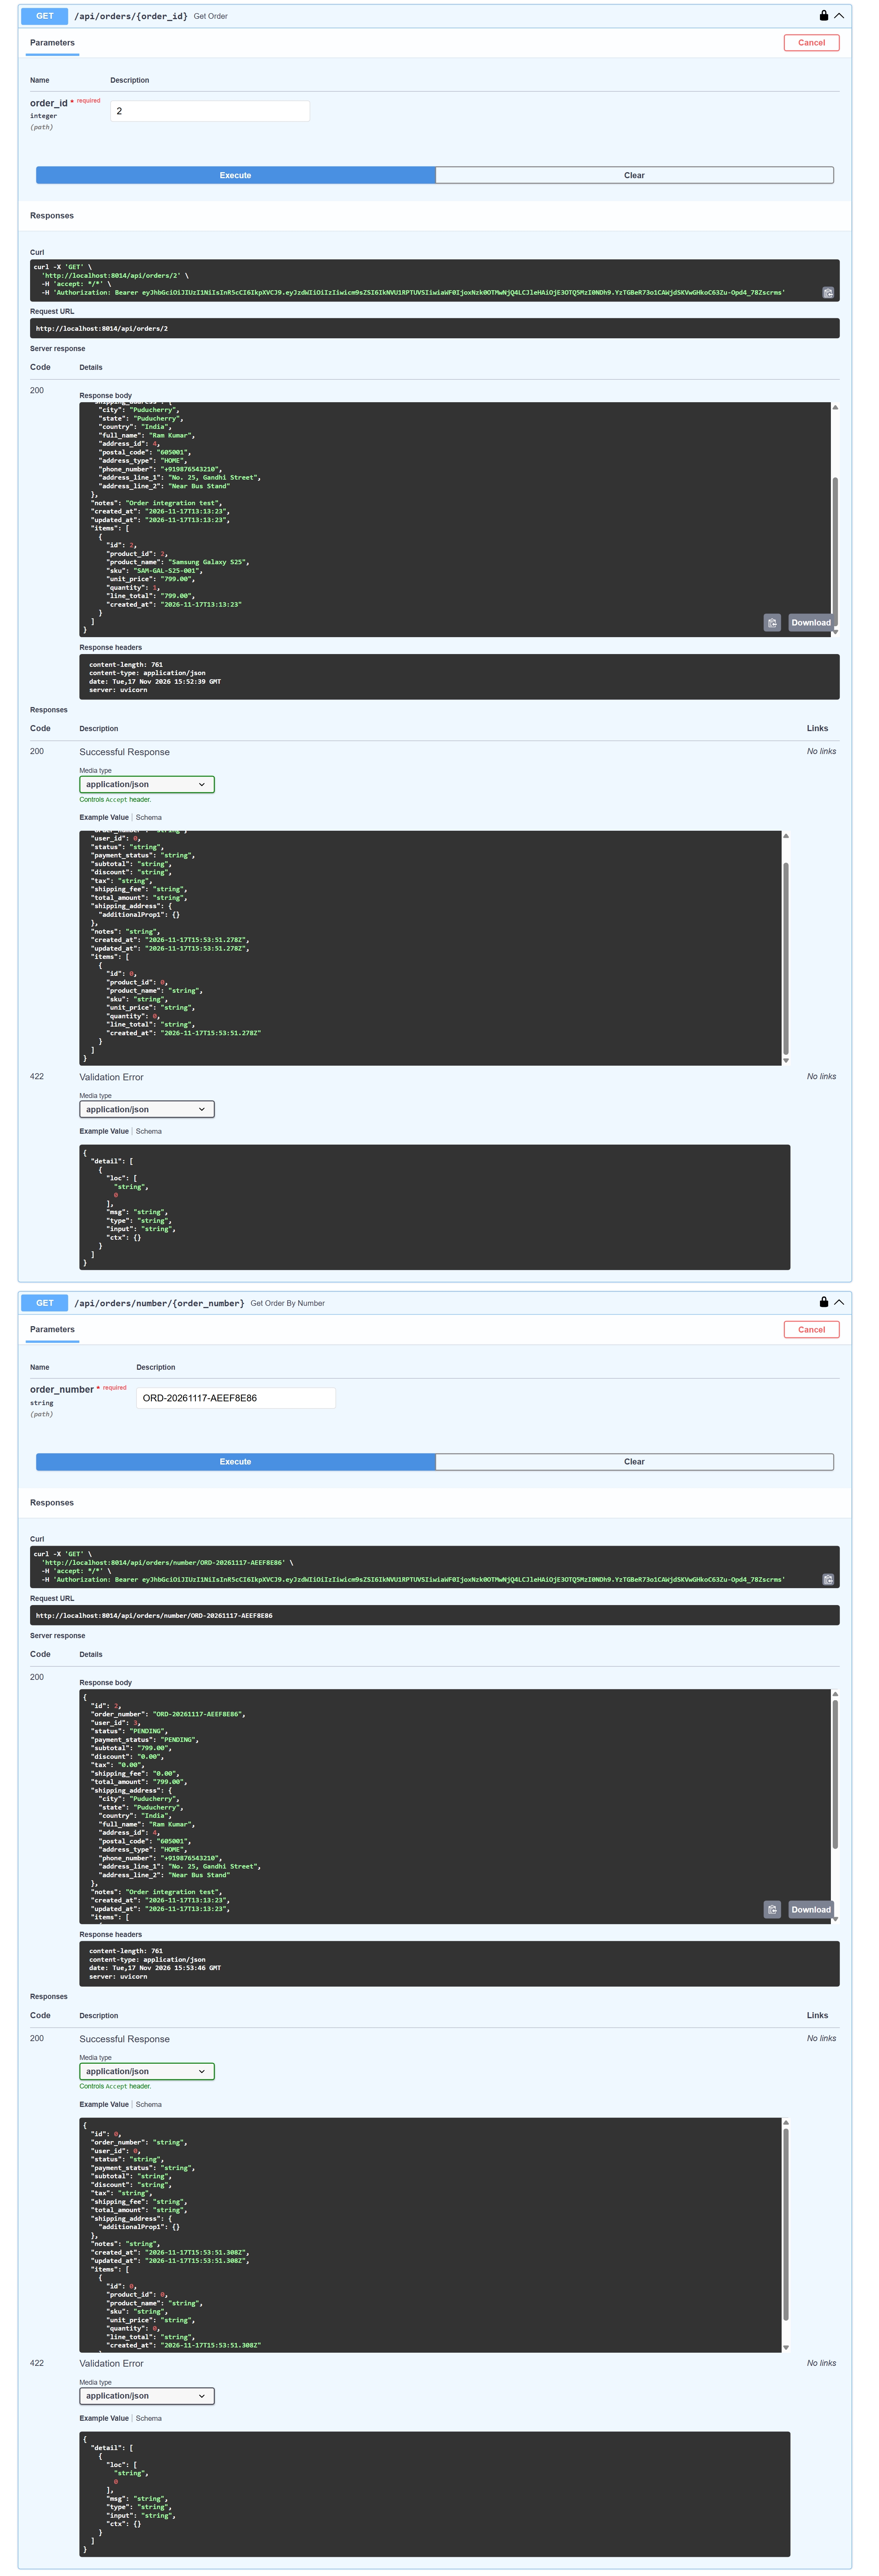 GET /api/orders/{order_id} Get Order
Parameters
Cancel
Name Description
order_id * required
integer
(path)
2
Execute Clear
Responses
Curl
curl -X 'GET' \
'http://localhost:8014/api/orders/2' \
-H 'accept: */*' \
Request URL
http://localhost:8014/api/orders/2
Server response
Code Details
200
Response body
"city": "Puducherry",
"state": "Puducherry",
"country": "India",
"full_name": "Ram Kumar",
"address_id": 4,
"postal_code": "605001",
"address_type": "HOME",
"phone_number": "+919876543210",
"address_line_1": "No. 25, Gandhi Street",
"address_line_2": "Near Bus Stand"
},
"notes": "Order integration test",
"created_at": "2026-11-17T13:13:23",
"updated_at": "2026-11-17T13:13:23",
"items": [
{
"id": 2,
"product_id": 2,
"product_name": "Samsung Galaxy S25",
"sku": "SAM-GAL-S25-001",
"unit_price": "799.00",
"quantity": 1,
"line_total": "799.00",
"created_at": "2026-11-17T13:13:23"
}
]
}
Download
Response headers
content-length: 761
content-type: application/json
date: Tue,17 Nov 2026 15:52:39 GMT
server: uvicorn
Responses
Code Description Links
200 Successful Response No links
Media type
application/json
Controls Accept header.
Example Value | Schema
"order_number": "string",
"user_id": 0,
"status": "string",
"payment_status": "string",
"subtotal": "string",
"discount": "string",
"tax": "string",
"shipping_fee": "string",
"total_amount": "string",
"shipping_address": {
"additionalProp1": {}
},
"notes": "string",
"created_at": "2026-11-17T15:53:51.278Z",
"updated_at": "2026-11-17T15:53:51.278Z",
"items": [
{
"id": 0,
"product_id": 0,
"product_name": "string",
"sku": "string",
"unit_price": "string",
"quantity": 0,
"line_total": "string",
"created_at": "2026-11-17T15:53:51.278Z"
}
]
}
422 Validation Error No links
Media type
application/json
Example Value | Schema
{
"detail": [
{
"loc": [
"string",
0
],
"msg": "string",
"type": "string",
"input": "string",
"ctx": {}
}
]
}
GET /api/orders/number/{order_number} Get Order By Number
Parameters
Cancel
Name Description
order_number * required
string
(path)
ORD-20261117-AEEF8E86
Execute Clear
Responses
Curl
curl -X 'GET' \
'http://localhost:8014/api/orders/number/ORD-20261117-AEEF8E86' \
-H 'accept: */*' \
Request URL
http://localhost:8014/api/orders/number/ORD-20261117-AEEF8E86
Server response
Code Details
200
Response body
{
"id": 2,
"order_number": "ORD-20261117-AEEF8E86",
"user_id": 3,
"status": "PENDING",
"payment_status": "PENDING",
"subtotal": "799.00",
"discount": "0.00",
"tax": "0.00",
"shipping_fee": "0.00",
"total_amount": "799.00",
"shipping_address": {
"city": "Puducherry",
"state": "Puducherry",
"country": "India",
"full_name": "Ram Kumar",
"address_id": 4,
"postal_code": "605001",
"address_type": "HOME",
"phone_number": "+919876543210",
"address_line_1": "No. 25, Gandhi Street",
"address_line_2": "Near Bus Stand"
},
"notes": "Order integration test",
"created_at": "2026-11-17T13:13:23",
"updated_at": "2026-11-17T13:13:23",
"items": [
Download
Response headers
content-length: 761
content-type: application/json
date: Tue,17 Nov 2026 15:53:46 GMT
server: uvicorn
Responses
Code Description Links
200 Successful Response No links
Media type
application/json
Controls Accept header.
Example Value | Schema
{
"id": 0,
"order_number": "string",
"user_id": 0,
"status": "string",
"payment_status": "string",
"subtotal": "string",
"discount": "string",
"tax": "string",
"shipping_fee": "string",
"total_amount": "string",
"shipping_address": {
"additionalProp1": {}
},
"notes": "string",
"created_at": "2026-11-17T15:53:51.308Z",
"updated_at": "2026-11-17T15:53:51.308Z",
"items": [
{
"id": 0,
"product_id": 0,
"product_name": "string",
"sku": "string",
"unit_price": "string",
"quantity": 0,
"line_total": "string",
"created_at": "2026-11-17T15:53:51.308Z"
422 Validation Error No links
Media type
application/json
Example Value | Schema
{
"detail": [
{
"loc": [
"string",
0
],
"msg": "string",
"type": "string",
"input": "string",
"ctx": {}
}
]
}